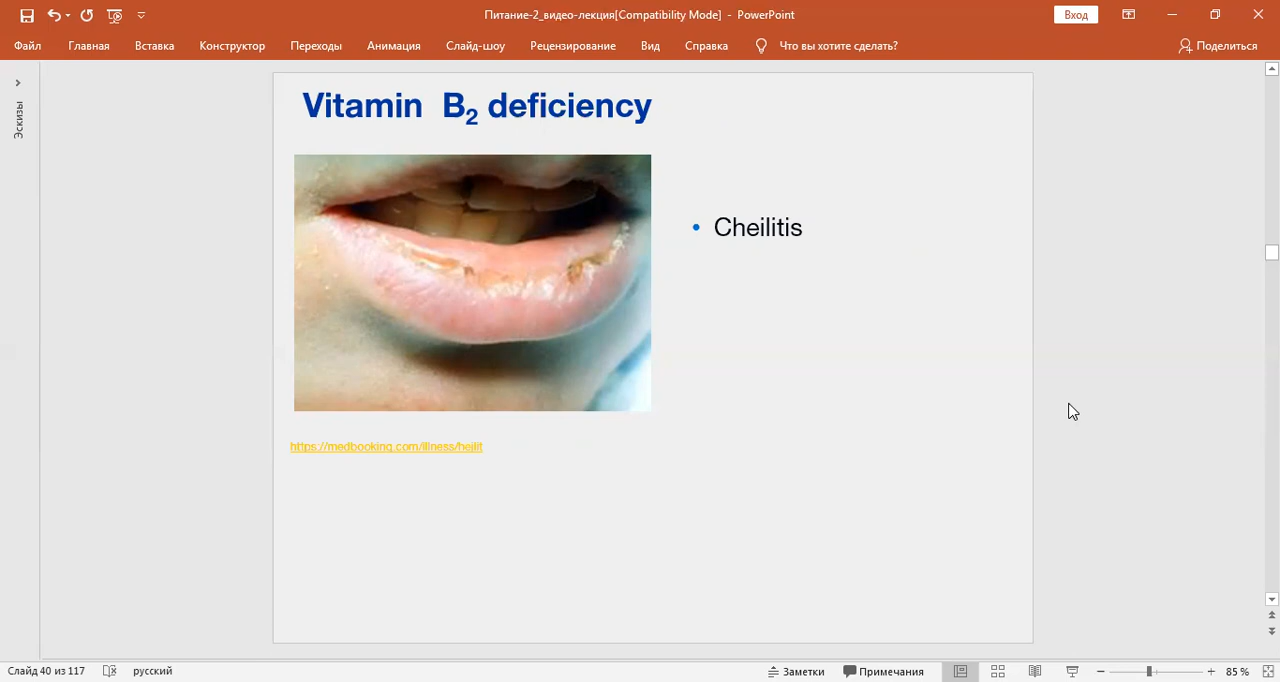 Питание-2_видео-лекция[Compatibility Mode] - PowerPoint
Вход
Файл Главная Вставка Конструктор Переходы Анимация Слайд-шоу Рецензирование Вид Справка Что вы хотите сделать? Поделиться
Эскизы
Vitamin B2 deficiency
• Cheilitis
https://medbooking.com/illness/heilit
Слайд 40 из 117 русский Заметки Примечания 85 %